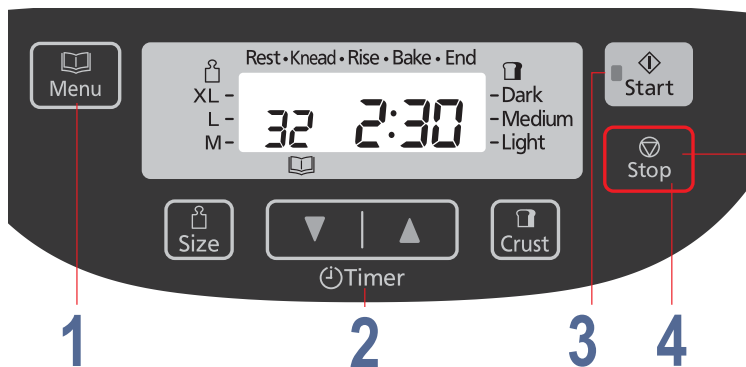 Menu
Rest • Knead • Rise • Bake • End
XL –
L –
M –
32
2:30
– Dark
– Medium
– Light
Start
Stop
Size
Timer
Crust
1
2
3
4